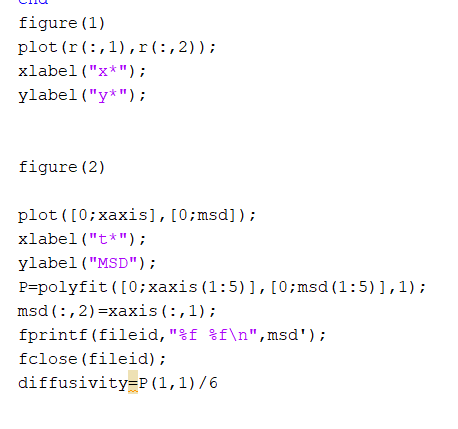 end
figure(1)
plot(r(:,1),r(:,2));
xlabel("x*");
ylabel("y*");
figure(2)
plot([0;xaxis],[0;msd]);
xlabel("t*");
ylabel("MSD");
P=polyfit([0;xaxis(1:5)],[0;msd(1:5)],1);
msd(:,2)=xaxis(:,1);
fprintf(fileid,"%f %f\n",msd');
fclose(fileid);
diffusivity=P(1,1)/6